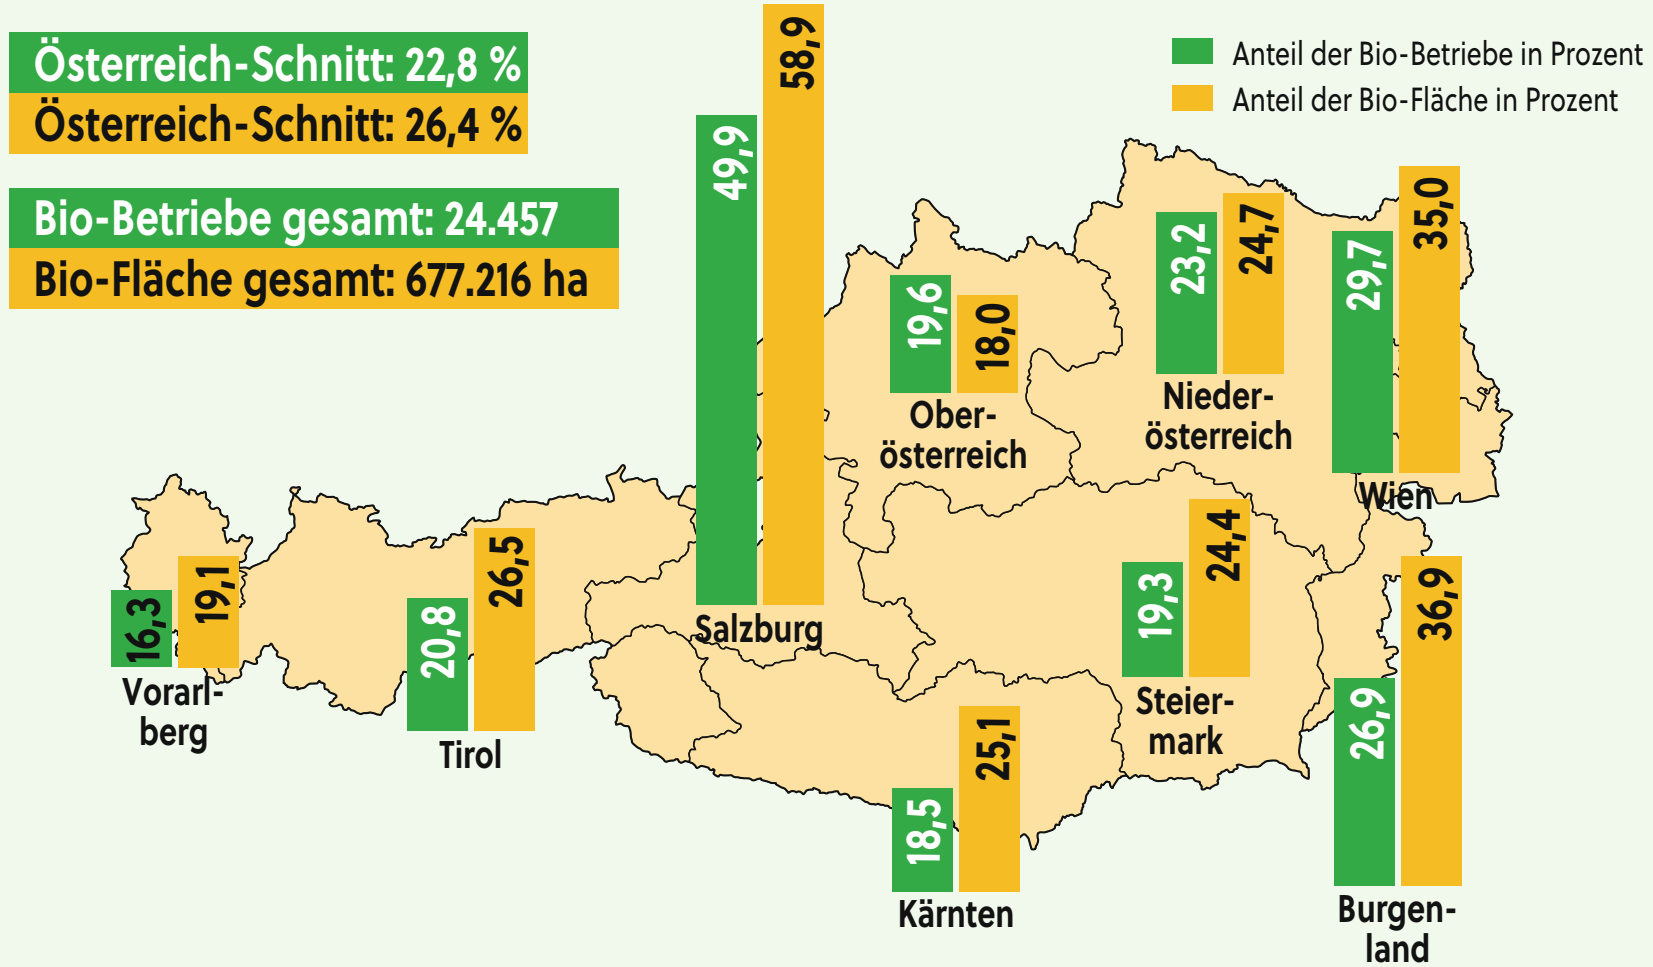 Österreich-Schnitt: 22,8 %
Österreich-Schnitt: 26,4 %
Bio-Betriebe gesamt: 24.457
Bio-Fläche gesamt: 677.216 ha
Anteil der Bio-Betriebe in Prozent
Anteil der Bio-Fläche in Prozent
49,9
58,9
Salzburg
19,6
18,0
Ober-
österreich
23,2
24,7
Nieder-
österreich
29,7
35,0
Wien
16,3
19,1
Vorarl-
berg
20,8
26,5
Tirol
18,5
25,1
Kärnten
19,3
24,4
Steier-
mark
26,9
36,9
Burgen-
land